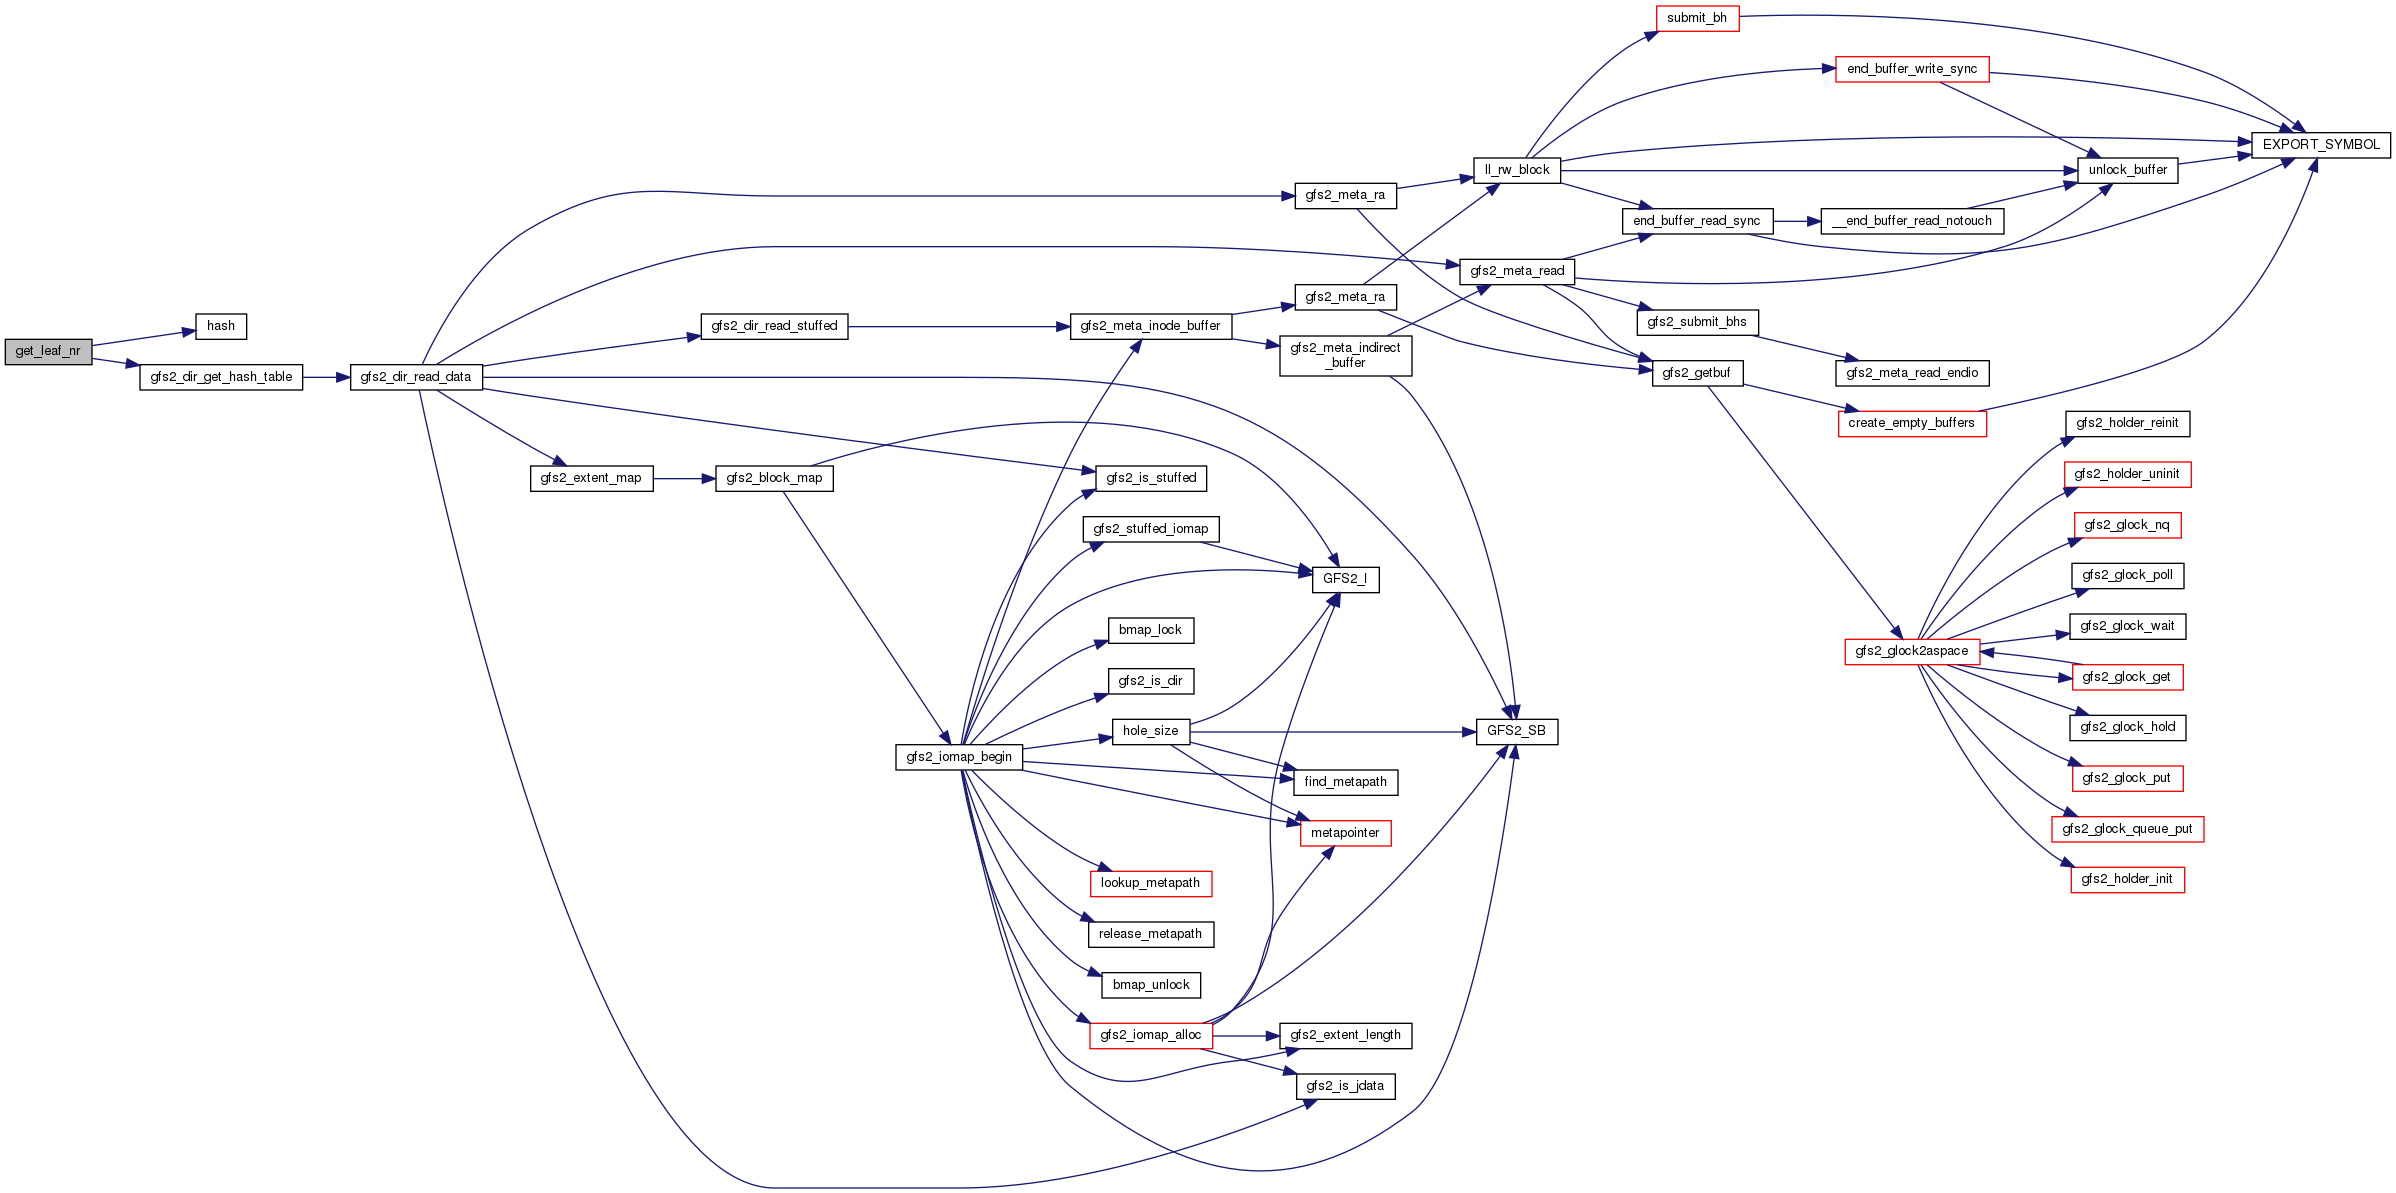 get_leaf_nr
hash
gfs2_dir_get_hash_table
gfs2_dir_read_data
gfs2_dir_read_stuffed
gfs2_extent_map
gfs2_block_map
gfs2_meta_inode_buffer
gfs2_iomap_begin
gfs2_is_stuffed
gfs2_stuffed_iomap
bmap_lock
gfs2_is_dir
hole_size
lookup_metapath
release_metapath
bmap_unlock
gfs2_iomap_alloc
gfs2_meta_ra
gfs2_meta_ra
gfs2_meta_indirect
_buffer
GFS2_I
find_metapath
metapointer
gfs2_extent_length
gfs2_is_jdata
ll_rw_block
gfs2_meta_read
GFS2_SB
submit_bh
end_buffer_read_sync
gfs2_submit_bhs
gfs2_getbuf
end_buffer_write_sync
__end_buffer_read_notouch
gfs2_meta_read_endio
create_empty_buffers
gfs2_glock2aspace
unlock_buffer
EXPORT_SYMBOL
gfs2_holder_reinit
gfs2_holder_uninit
gfs2_glock_nq
gfs2_glock_poll
gfs2_glock_wait
gfs2_glock_get
gfs2_glock_hold
gfs2_glock_put
gfs2_glock_queue_put
gfs2_holder_init